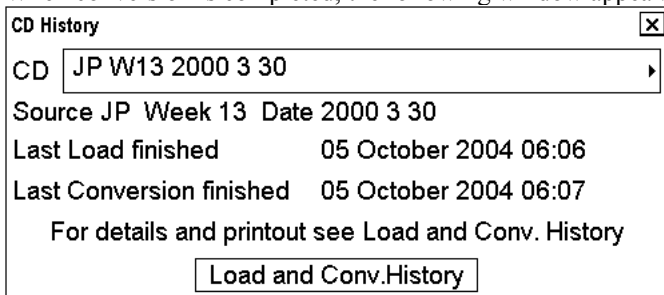 CD History
CD JP W13 2000 3 30
Source JP Week 13 Date 2000 3 30
Last Load finished 05 October 2004 06:06
Last Conversion finished 05 October 2004 06:07
For details and printout see Load and Conv. History
Load and Conv.History